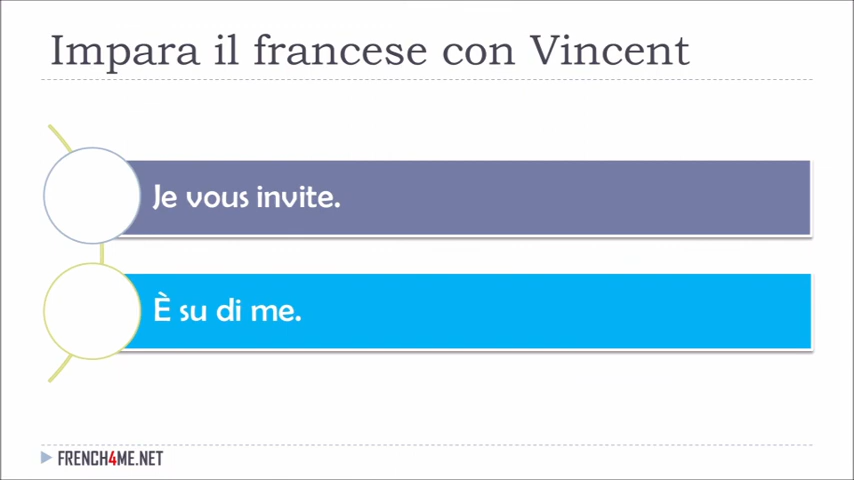 Impara il francese con Vincent
Je vous invite.
È su di me.
FRENCH4ME.NET